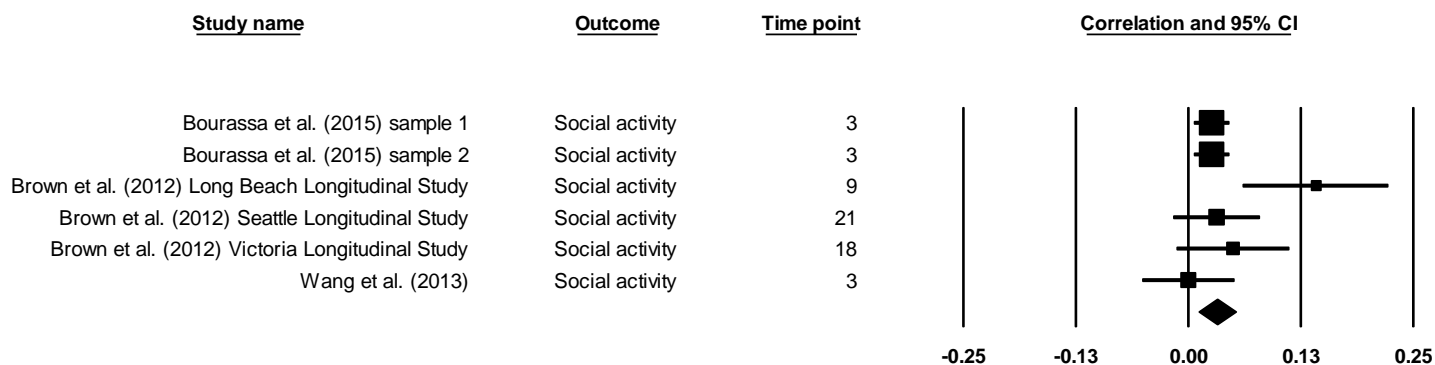 Study name Outcome Time point Correlation and 95% CI
Bourassa et al. (2015) sample 1 Social activity 3
Bourassa et al. (2015) sample 2 Social activity 3
Brown et al. (2012) Long Beach Longitudinal Study Social activity 9
Brown et al. (2012) Seattle Longitudinal Study Social activity 21
Brown et al. (2012) Victoria Longitudinal Study Social activity 18
Wang et al. (2013) Social activity 3
-0.25 -0.13 0.00 0.13 0.25